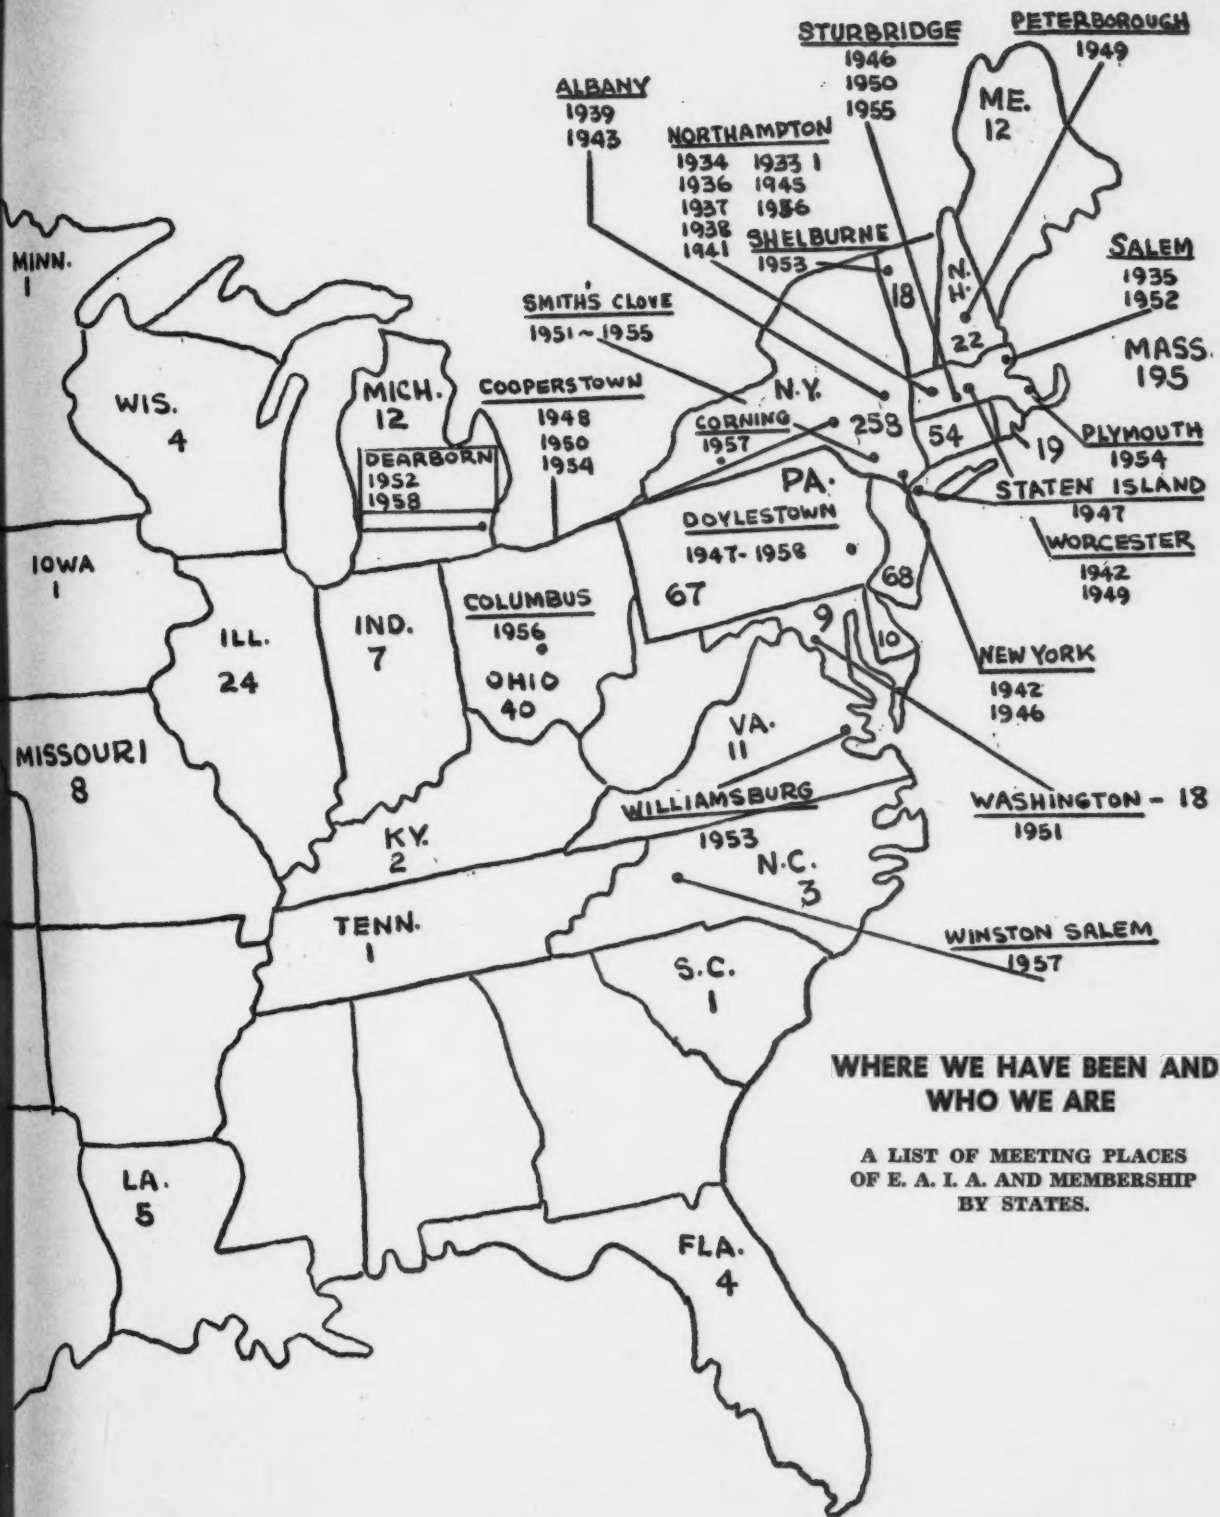 STURBRIDGE
1946
1950
1955
PETERBOROUGH
1949
ALBANY
1939
1943
NORTHAMPTON
1934 1933 1
1936 1945
1937 1956
1938
1941
SHELBURNE
1953
ME.
12
SALEM
1935
1952
MINN.
1
18
N.
H.
22
SMITH'S CLOVE
1951~1955
MASS.
195
WIS.
4
MICH.
12
COOPERSTOWN
1948
1950
1954
N.Y.
258
CORNING
1957
54
19
PLYMOUTH
1954
DEARBORN
1952
1958
PA.
STATEN ISLAND
1947
DOYLESTOWN
1947-1958
67
68
WORCESTER
1942
1949
IOWA
1
ILL.
24
IND.
7
COLUMBUS
1956
OHIO
40
9
10
NEW YORK
1942
1946
MISSOURI
8
VA.
11
WILLIAMSBURG
1953
WASHINGTON - 18
1951
KY.
2
N.C.
3
TENN.
1
WINSTON SALEM
1957
S.C.
1
WHERE WE HAVE BEEN AND
WHO WE ARE
A LIST OF MEETING PLACES
OF E. A. I. A. AND MEMBERSHIP
BY STATES.
LA.
5
FLA.
4